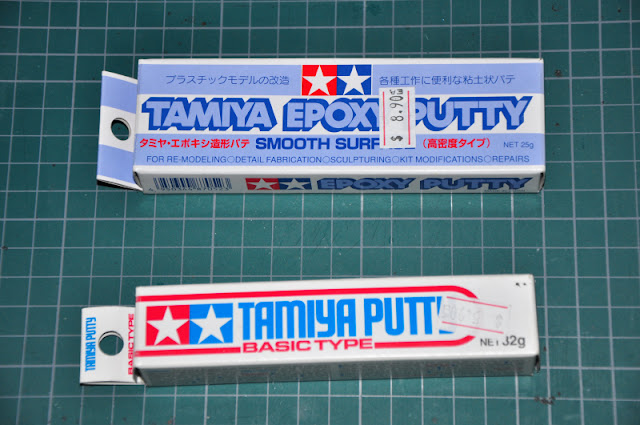 プラスチックモデルの改造 各種工作に便利な粘土状パテ
TAMIYA EPOXY PUTTY
$ 8.90
タミヤ・エポキシ造形パテ SMOOTH (高密度タイプ) NET 25g
FOR RE-MODELING○DETAIL FABRICATION○SCULPTURING○KIT MODIFICATIONS○REPAIRS
EPOXY PUTTY
TAMIYA PUTTY
BASIC TYPE
TAMIYA PUTTY
BASIC TYPE
NET 32g